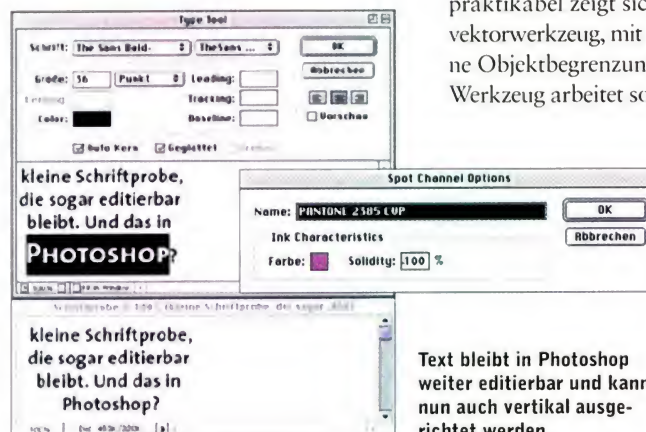 Type Tool
Schrift: The Sans Bold- TheSans ... OK
Größe: 56 Punkt Leading: Abbrechen
Kerning: Tracking:
Color: Baseline: Vorschau
Auto Kern Geglättet
kleine Schriftprobe,
die sogar editierbar
bleibt. Und das in
PHOTOSHOP?
kleine Schriftprobe,
die sogar editierbar
bleibt. Und das in
Photoshop?
Spot Channel Options
Name: PANTONE 2385 CVP OK
Ink Characteristics Abbrechen
Farbe: Solidity: 100 %
praktikabel zeigt sic
vektorwerkzeug, mit
ne Objektbegrenzun
Werkzeug arbeitet so
Text bleibt in Photoshop
weiter editierbar und kann
nun auch vertikal ausge-
richtet werden